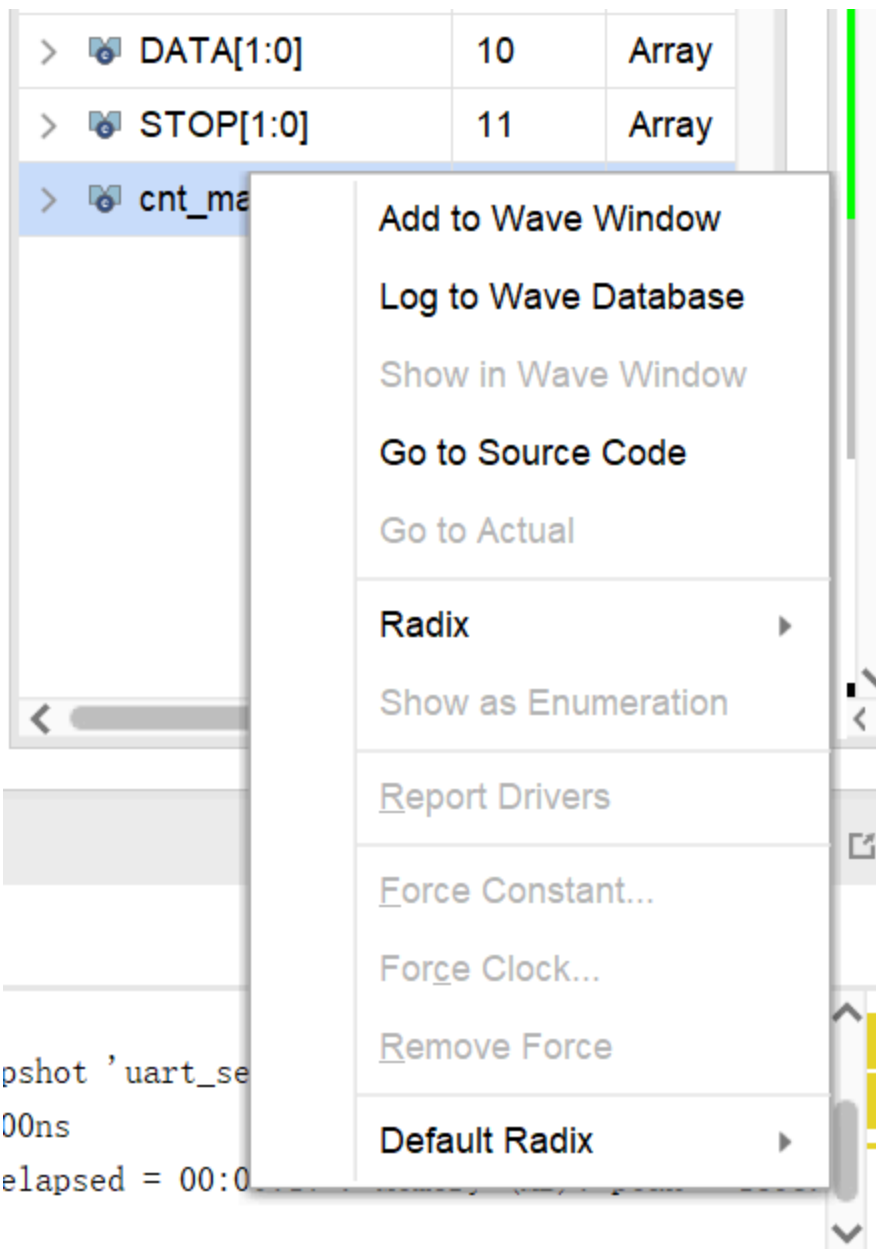 DATA[1:0] 10 Array
STOP[1:0] 11 Array
cnt_ma
Add to Wave Window
Log to Wave Database
Show in Wave Window
Go to Source Code
Go to Actual
Radix
Show as Enumeration
Report Drivers
Force Constant...
Force Clock...
Remove Force
Default Radix
pshot 'uart_se
00ns
elapsed = 00:0